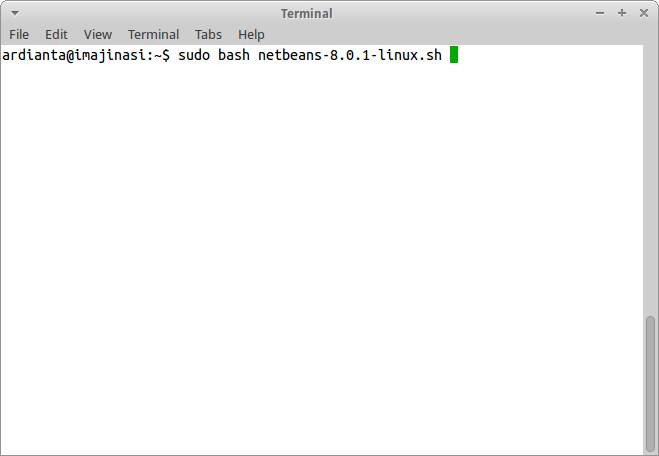 Terminal
File Edit View Terminal Tabs Help
ardianta@imajinasi:~$ sudo bash netbeans-8.0.1-linux.sh